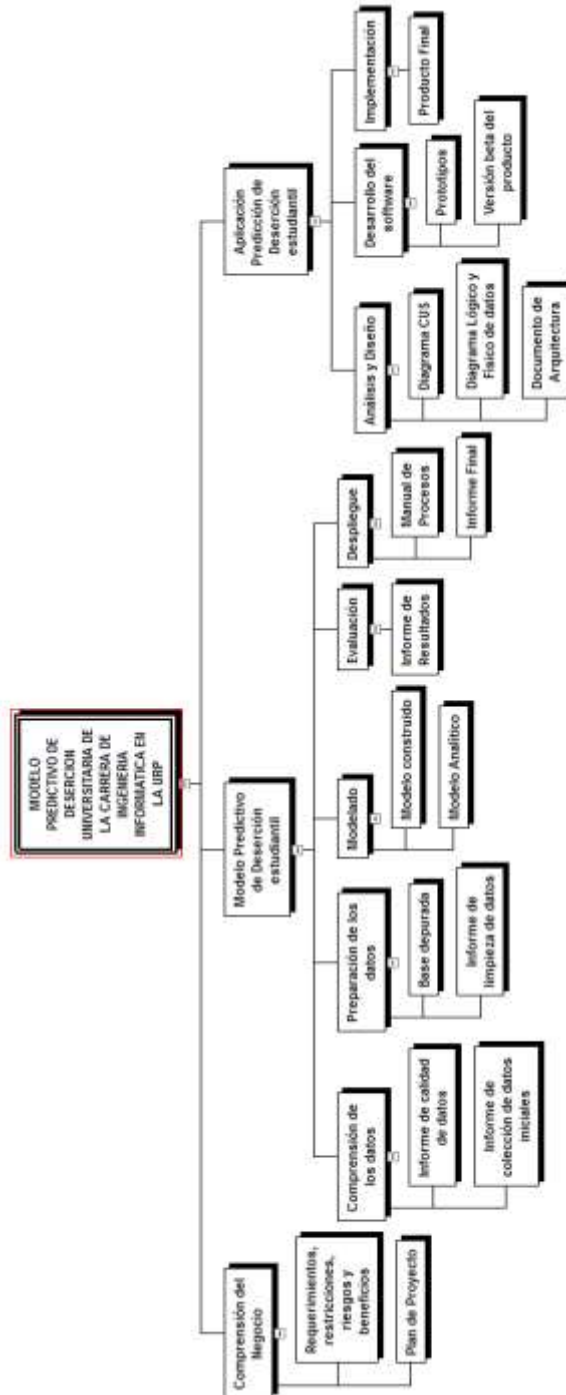 MODELO
PREDICTIVO DE
DESERCION
UNIVERSITARIA DE
LA CARRERA DE
INGENIERIA
INFORMATICA EN
LA URP
Comprensión del
Negocio
Requerimientos,
restricciones,
riesgos y
beneficios
Plan de Proyecto
Modelo Predictivo
de Deserción
estudiantil
Comprensión de
los datos
Informe de calidad
de datos
Informe de
colección de datos
iniciales
Preparación de los
datos
Base depurada
Informe de
limpieza de datos
Modelado
Modelo construido
Modelo Analítico
Evaluación
Informe de
Resultados
Despliegue
Manual de
Procesos
Informe Final
Aplicación
Predicción de
Deserción
estudiantil
Análisis y Diseño
Diagrama CUS
Diagrama Lógico y
Físico de datos
Documento de
Arquitectura
Desarrollo del
software
Prototipos
Versión beta del
producto
Implementación
Producto Final